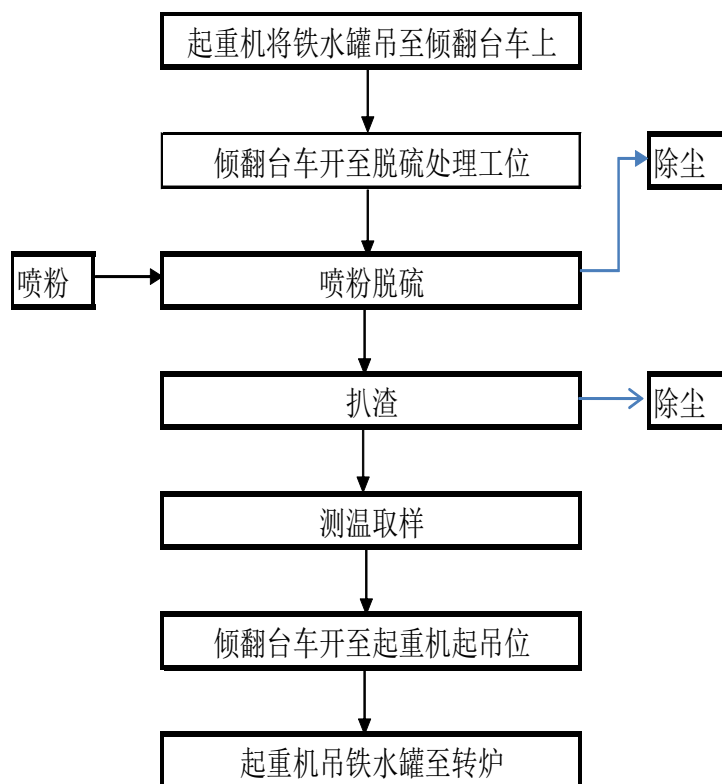 起重机将铁水罐吊至倾翻台车上
倾翻台车开至脱硫处理工位
除尘
喷粉
喷粉脱硫
扒渣
除尘
测温取样
倾翻台车开至起重机起吊位
起重机吊铁水罐至转炉